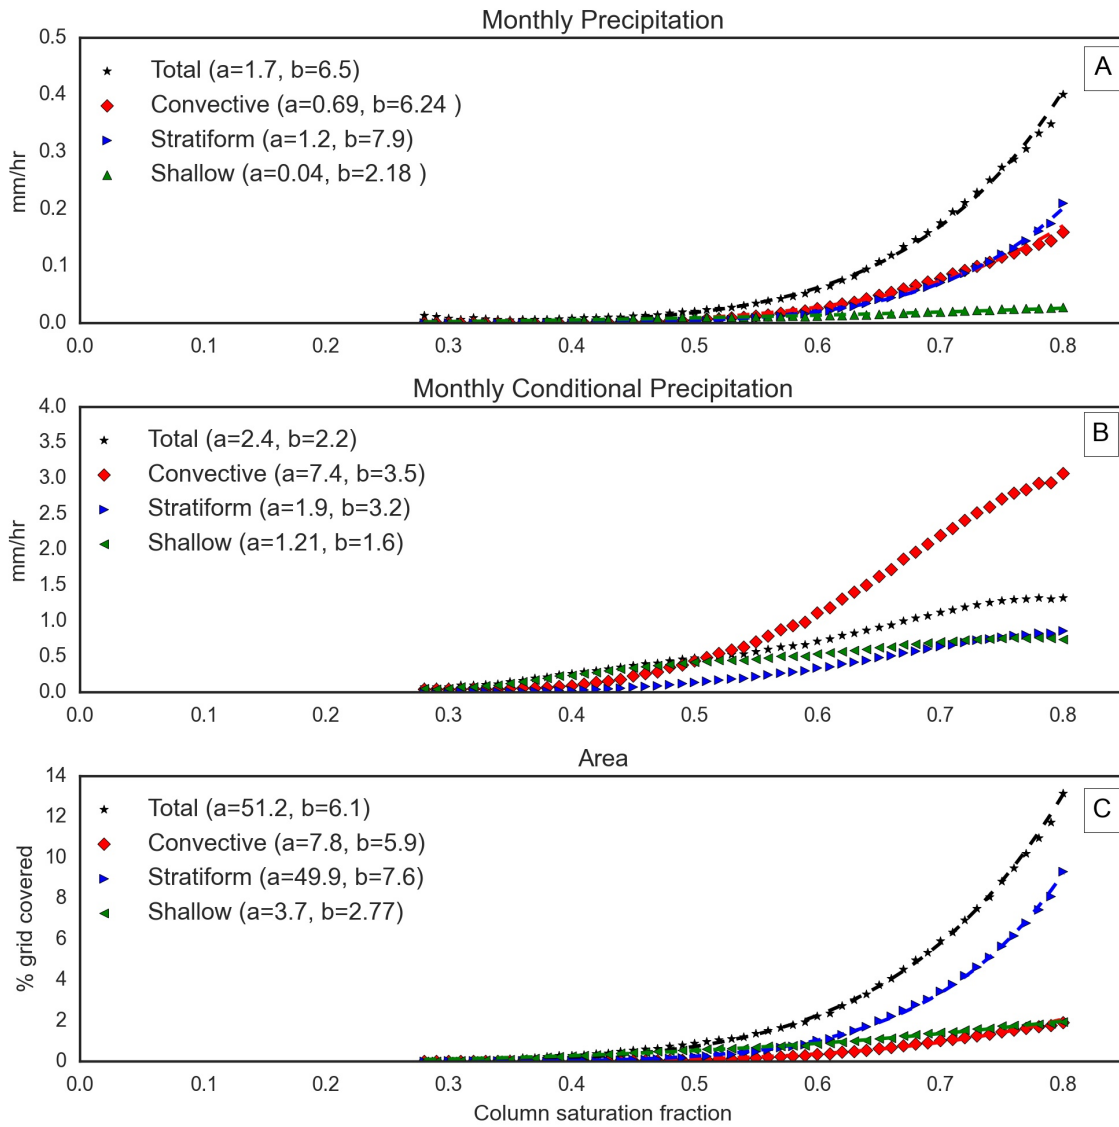 Monthly Precipitation
0.5
A
Total (a=1.7, b=6.5)
0.4
Convective (a=0.69, b=6.24 )
Stratiform (a=1.2, b=7.9)
0.3
Shallow (a=0.04, b=2.18 )
mm/hr
0.2
0.1
0.0
0.0 0.1 0.2 0.3 0.4 0.5 0.6 0.7 0.8
Monthly Conditional Precipitation
4.0
B
Total (a=2.4, b=2.2)
3.5
Convective (a=7.4, b=3.5)
3.0
Stratiform (a=1.9, b=3.2)
2.5
Shallow (a=1.21, b=1.6)
mm/hr
2.0
1.5
1.0
0.5
0.0
0.0 0.1 0.2 0.3 0.4 0.5 0.6 0.7 0.8
Area
14
C
Total (a=51.2, b=6.1)
12
Convective (a=7.8, b=5.9)
10
Stratiform (a=49.9, b=7.6)
8
Shallow (a=3.7, b=2.77)
% grid covered
6
4
2
0
0.0 0.1 0.2 0.3 0.4 0.5 0.6 0.7 0.8
Column saturation fraction